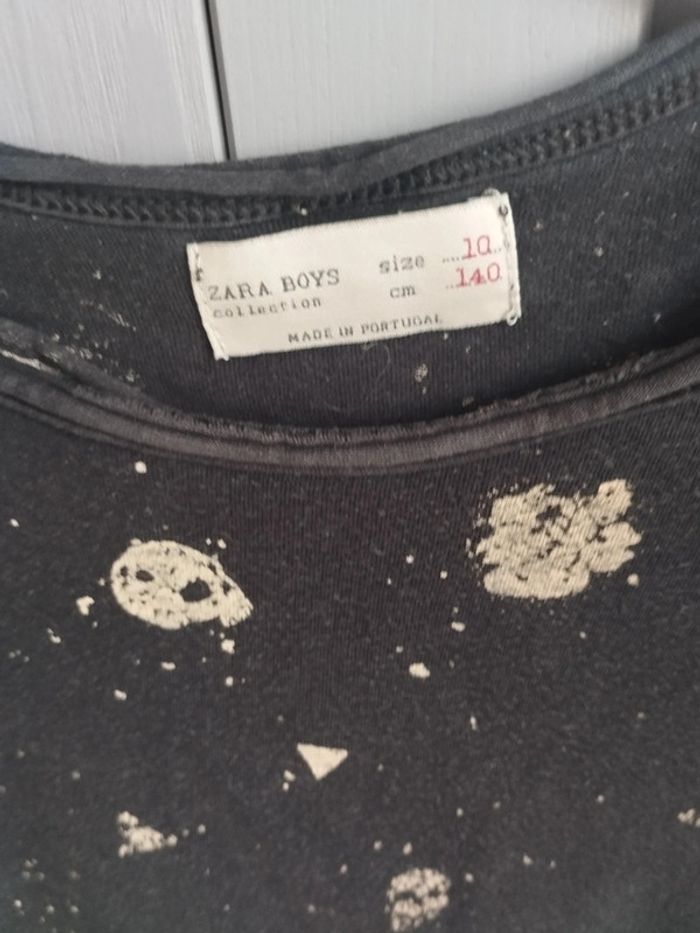 ZARA BOYS size 10
collection cm 140
MADE IN PORTUGAL